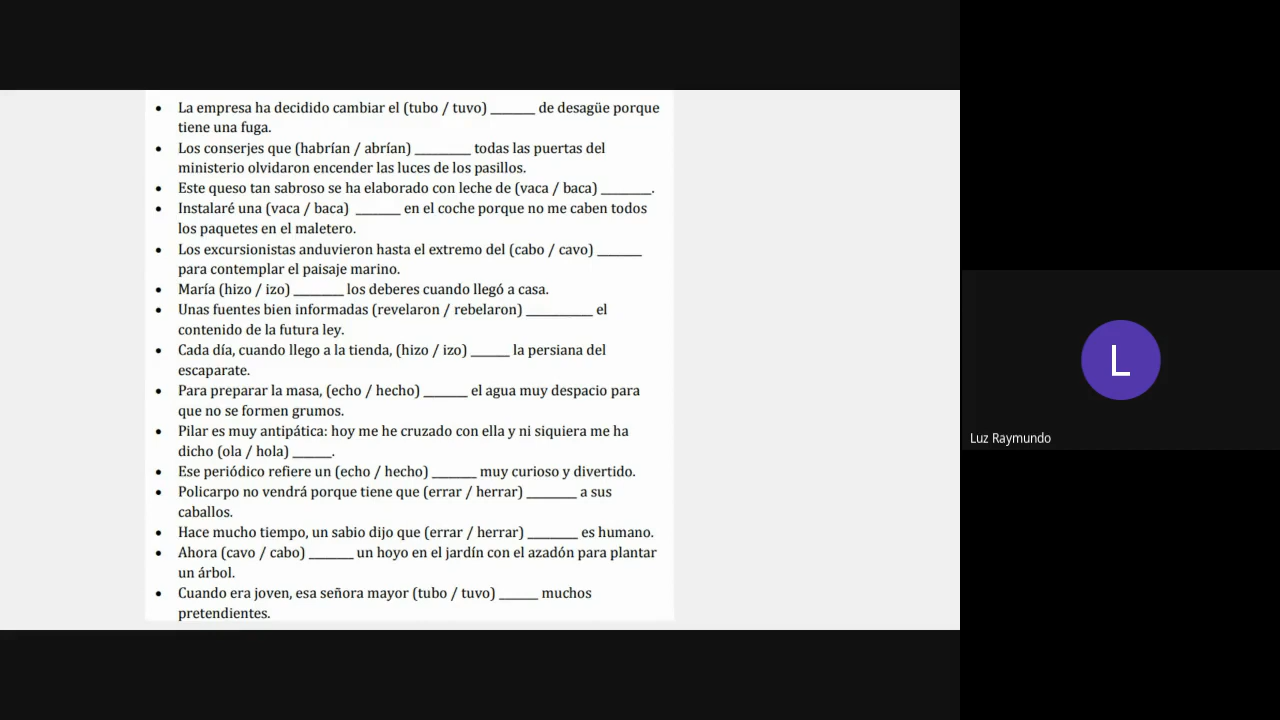 • La empresa ha decidido cambiar el (tubo / tuvo) ______ de desagüe porque
tiene una fuga.
• Los conserjes que (habrían / abrían) ________ todas las puertas del
ministerio olvidaron encender las luces de los pasillos.
• Este queso tan sabroso se ha elaborado con leche de (vaca / baca) _______.
• Instalaré una (vaca / baca) ______ en el coche porque no me caben todos
los paquetes en el maletero.
• Los excursionistas anduvieron hasta el extremo del (cabo / cavo) ______
para contemplar el paisaje marino.
• María (hizo / izo) _______ los deberes cuando llegó a casa.
• Unas fuentes bien informadas (revelaron / rebelaron) _________ el
contenido de la futura ley.
• Cada día, cuando llego a la tienda, (hizo / izo) _____ la persiana del
escaparate.
• Para preparar la masa, (echo / hecho) ______ el agua muy despacio para
que no se formen grumos.
• Pilar es muy antipática: hoy me he cruzado con ella y ni siquiera me ha
dicho (ola / hola) _____.
• Ese periódico refiere un (echo / hecho) ______ muy curioso y divertido.
• Policarpo no vendrá porque tiene que (errar / herrar) _______ a sus
caballos.
• Hace mucho tiempo, un sabio dijo que (errar / herrar) _______ es humano.
• Ahora (cavo / cabo) ______ un hoyo en el jardín con el azadón para plantar
un árbol.
• Cuando era joven, esa señora mayor (tubo / tuvo) _____ muchos
pretendientes.
L
Luz Raymundo